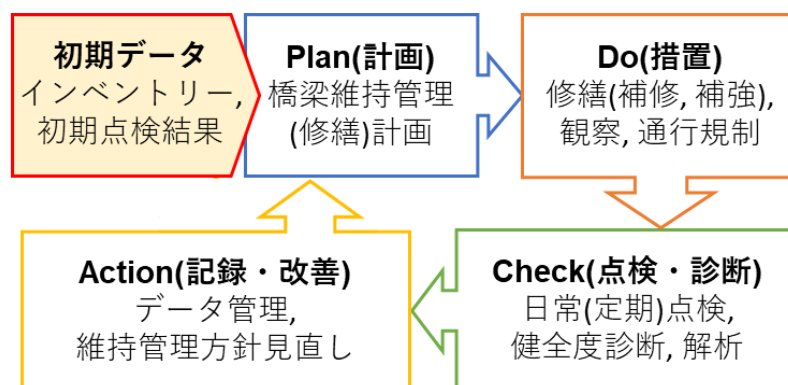 初期データ
インベントリー,
初期点検結果
Plan(計画)
橋梁維持管理
(修繕)計画
Do(措置)
修繕(補修, 補強),
観察, 通行規制
Action(記録・改善)
データ管理,
維持管理方針見直し
Check(点検・診断)
日常(定期)点検,
健全度診断, 解析